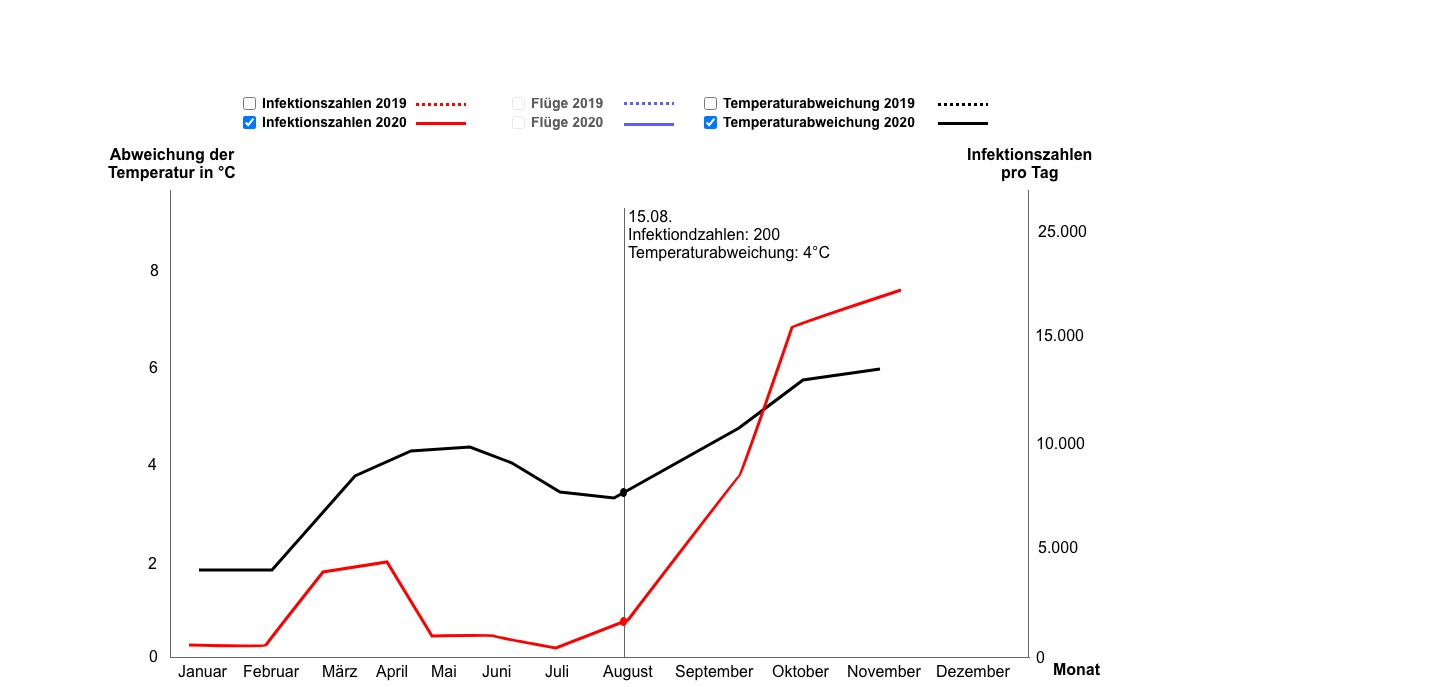 Infektionszahlen 2019
Flüge 2019
Temperaturabweichung 2019
Infektionszahlen 2020
Flüge 2020
Temperaturabweichung 2020
Abweichung der
Temperatur in °C
Infektionszahlen
pro Tag
15.08.
Infektiondzahlen: 200
Temperaturabweichung: 4°C
8
6
4
2
0
25.000
15.000
10.000
5.000
0
Januar Februar März April Mai Juni Juli August September Oktober November Dezember
Monat